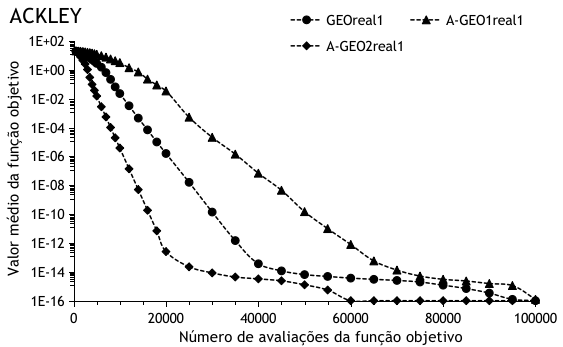 ACKLEY
GEOreal1
A-GEO1real1
A-GEO2real1
Valor médio da função objetivo
1E+02
1E+00
1E-02
1E-04
1E-06
1E-08
1E-10
1E-12
1E-14
1E-16
0
20000
40000
60000
80000
100000
Número de avaliações da função objetivo